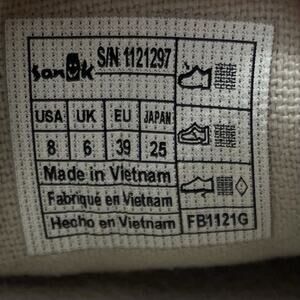 sanuk S/N 1121297
USA UK EU JAPAN
8 6 39 25
Made in Vietnam
Fabriqué en Vietnam
Hecho en Vietnam FB1121G